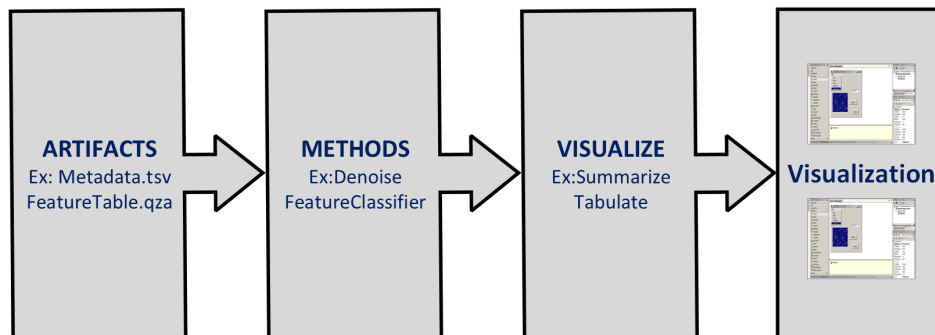 ARTIFACTS
Ex: Metadata.tsv
FeatureTable.qza
METHODS
Ex:Denoise
FeatureClassifier
VISUALIZE
Ex:Summarize
Tabulate
Visualization